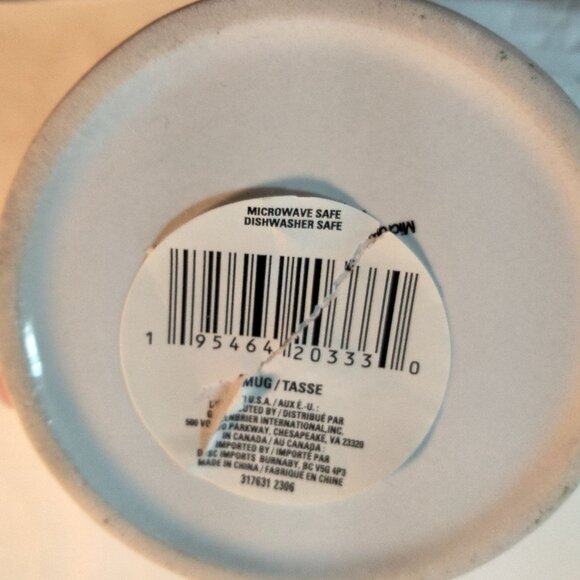 MICROWAVE SAFE
DISHWASHER SAFE
1 95464 20333 0
MUG / TASSE
U.S.A. / AUX É.-U. :
BY / DISTRIBUÉ PAR
INTERNATIONAL, INC.
500 PARKWAY, CHESAPEAKE, VA 23320
IN CANADA / AU CANADA :
IMPORTED BY / IMPORTÉ PAR
IMPORTS BURNABY, BC V5G 4P3
MADE IN CHINA / FABRIQUÉ EN CHINE
317631 2306